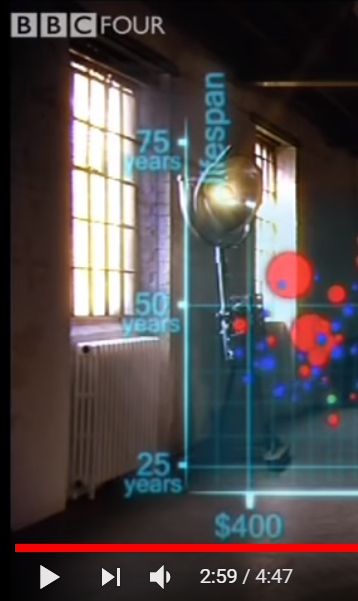 BBC FOUR
lifespan
75
years
50
years
25
years
$400
2:59 / 4:47